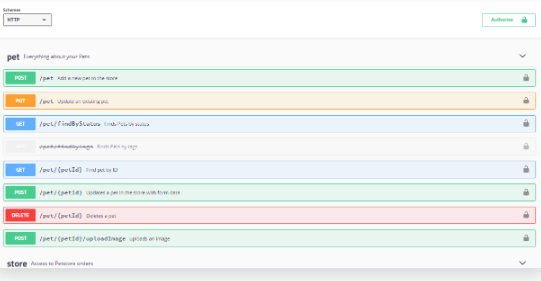 Schemes
HTTP
Authorize
pet Everything about your Pets
POST /pet Add a new pet to the store
PUT /pet Update an existing pet
GET /pet/findByStatus Finds Pets by status
/pet/findByTags Finds Pets by tags
GET /pet/{petId} Find pet by ID
POST /pet/{petId} Updates a pet in the store with form data
DELETE /pet/{petId} Deletes a pet
POST /pet/{petId}/uploadImage uploads an image
store Access to Petstore orders